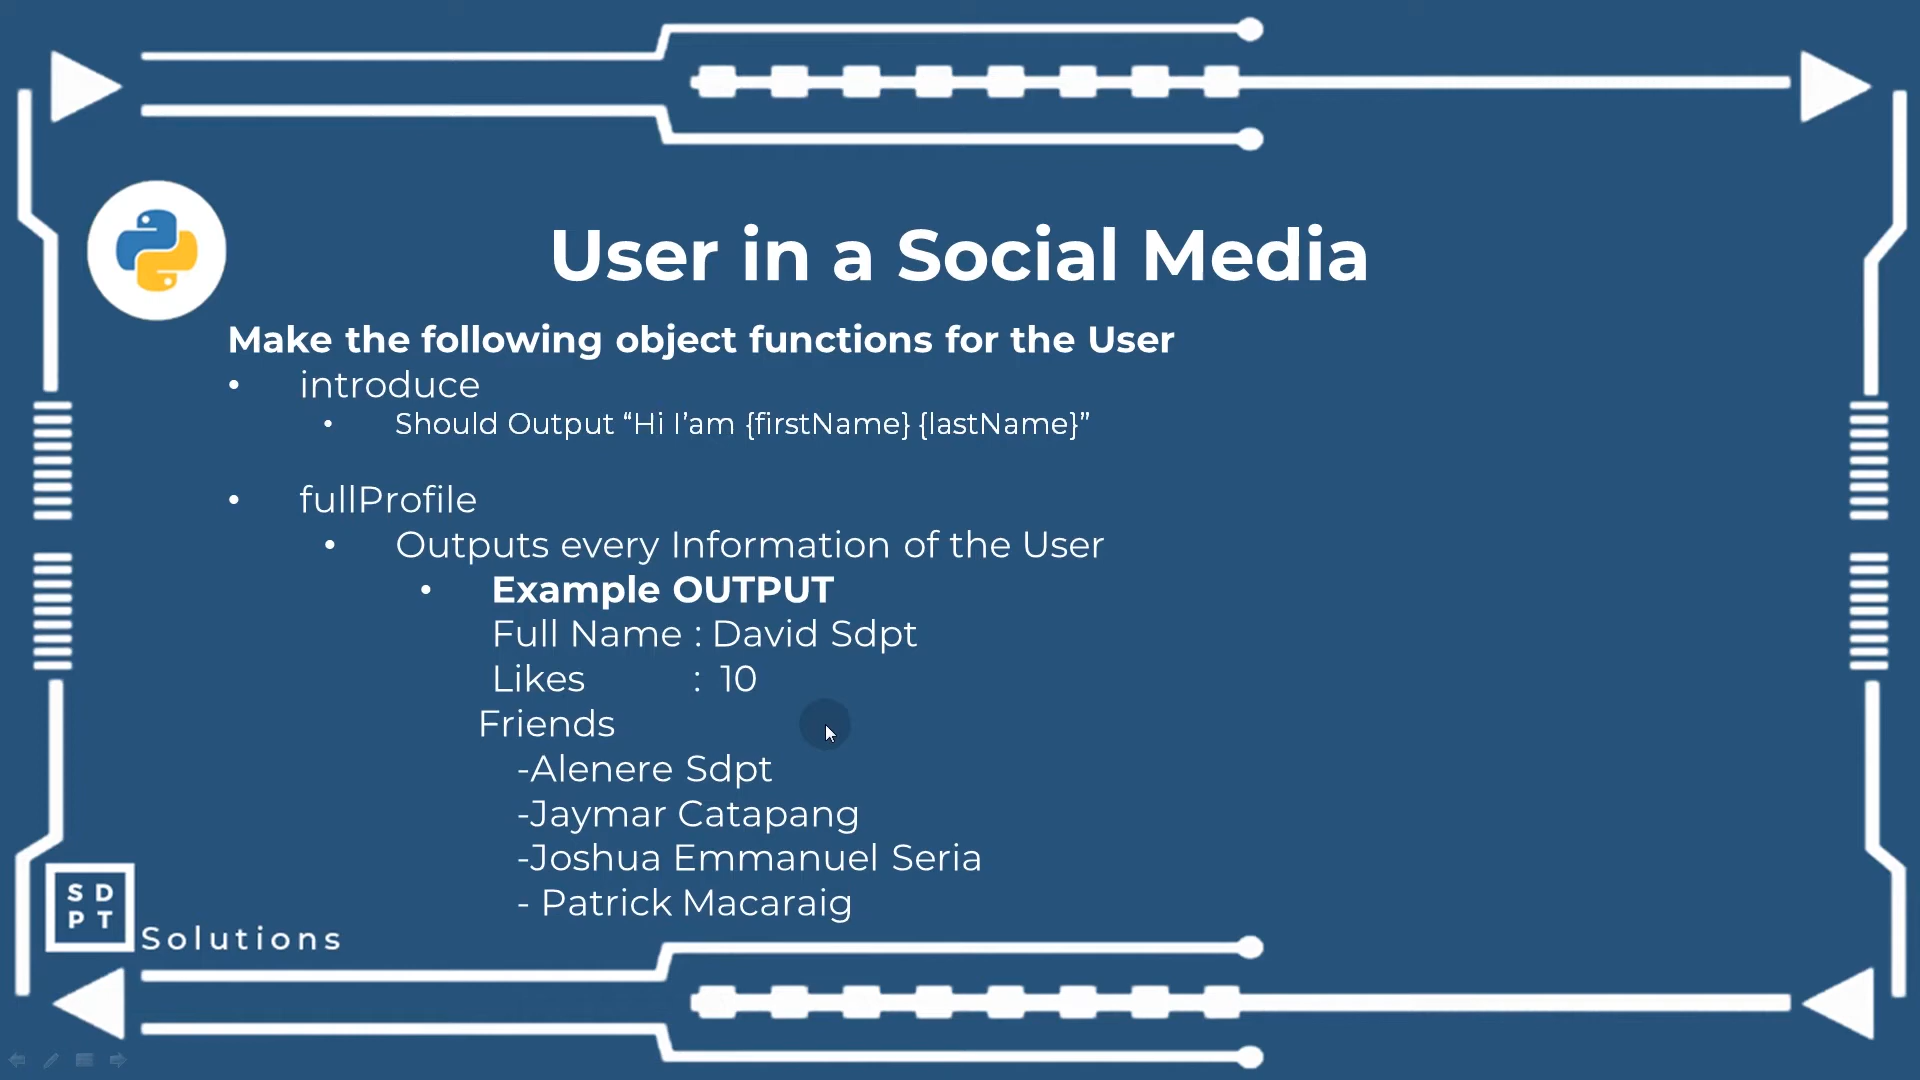 User in a Social Media
Make the following object functions for the User
• introduce
• Should Output “Hi I’am {firstName} {lastName}”
• fullProfile
• Outputs every Information of the User
• Example OUTPUT
Full Name : David Sdpt
Likes : 10
Friends
-Alenere Sdpt
-Jaymar Catapang
-Joshua Emmanuel Seria
- Patrick Macaraig
S D
P T
Solutions